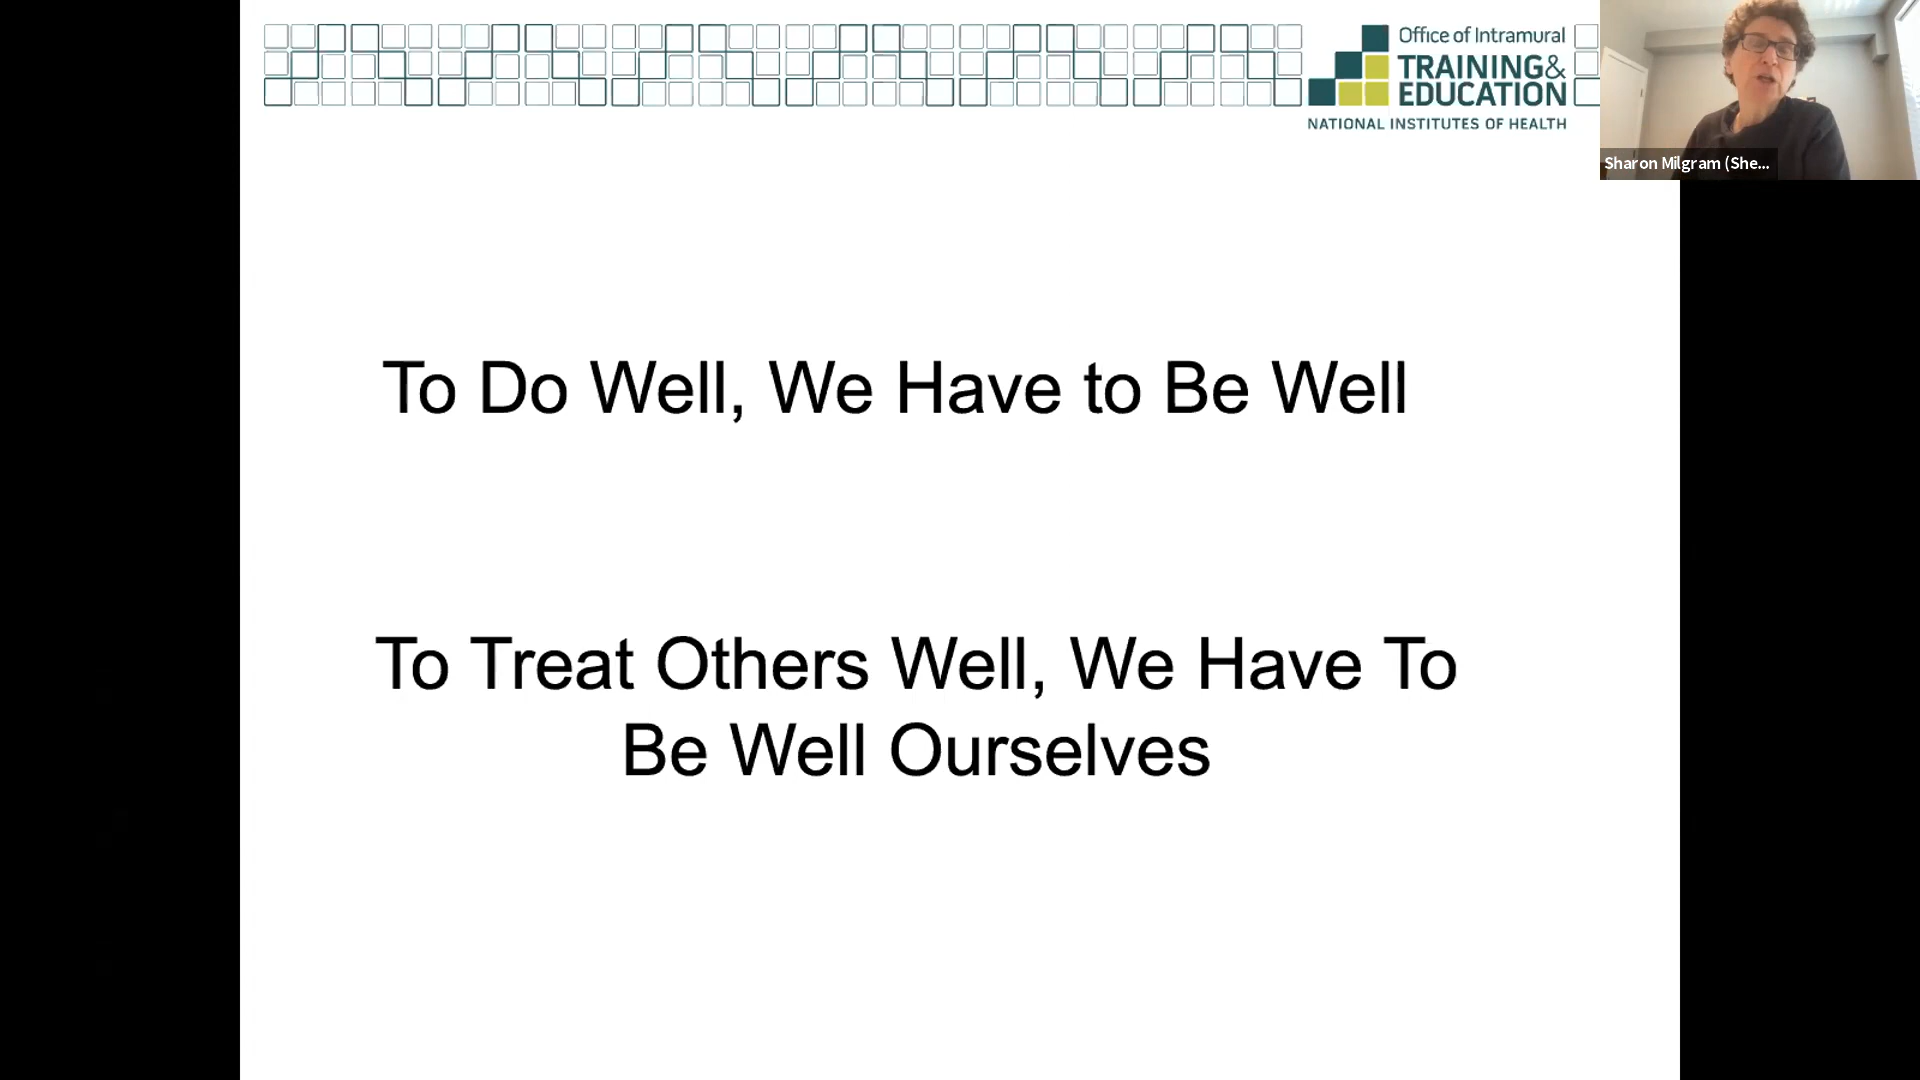 Office of Intramural
TRAINING&
EDUCATION
NATIONAL INSTITUTES OF HEALTH
Sharon Milgram (She...
To Do Well, We Have to Be Well
To Treat Others Well, We Have To
Be Well Ourselves